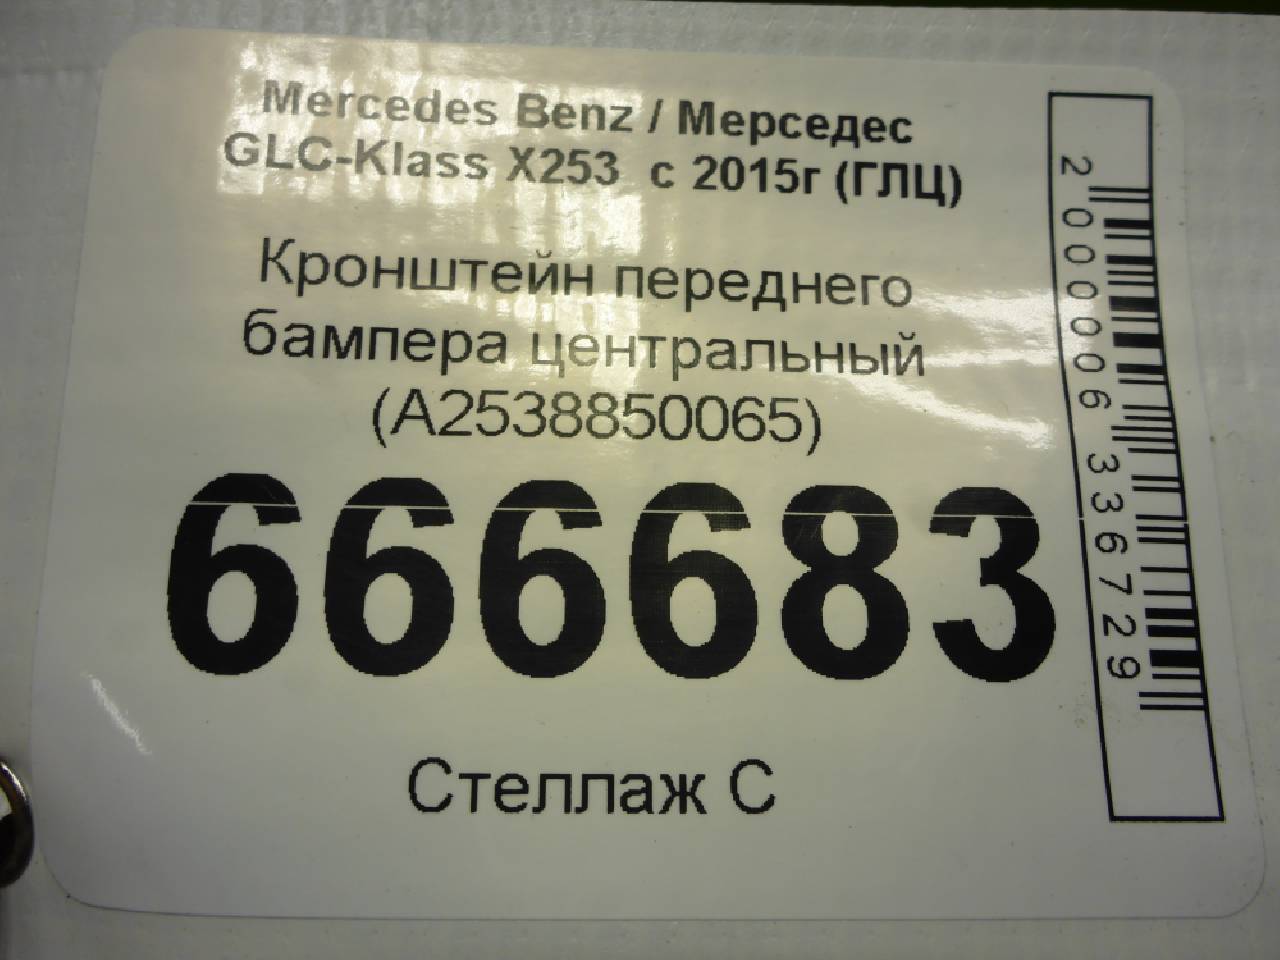 Mercedes Benz / Мерседес
GLC-Klass X253 с 2015г (ГЛЦ)
Кронштейн переднего
бампера центральный
(A2538850065)
666683
Стеллаж С
2000006336729